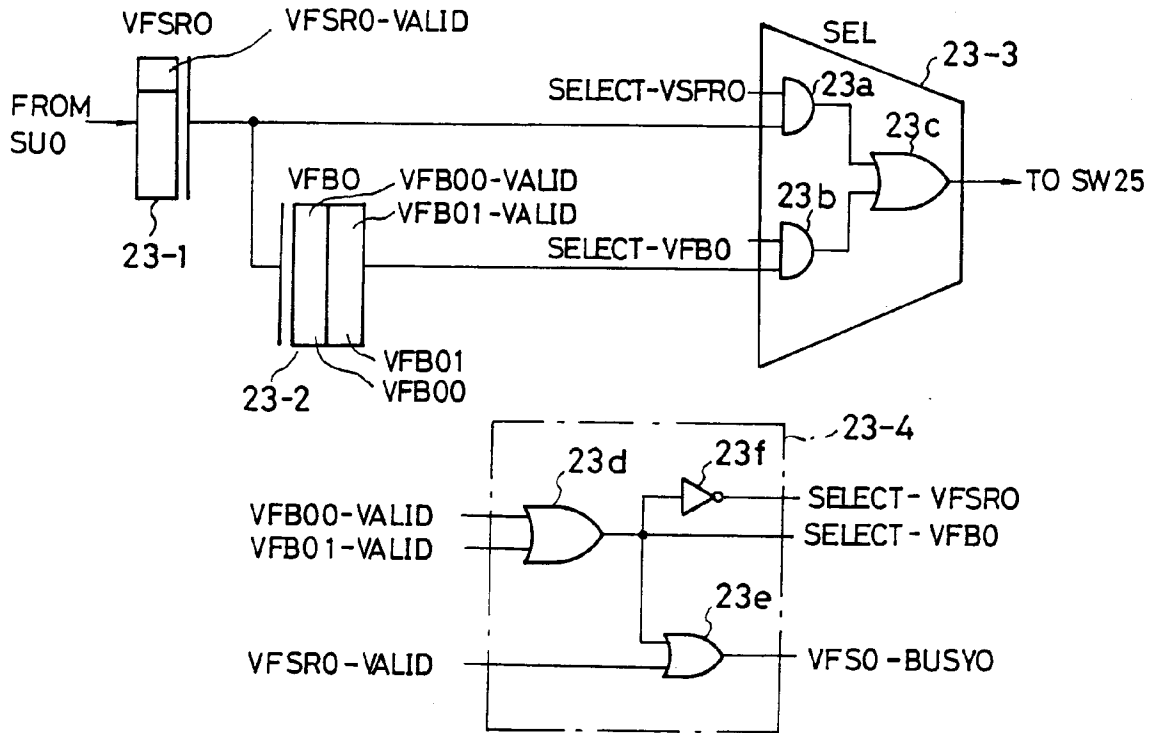 VFSR0
VFSR0-VALID
SEL
23-3
FROM
SU0
SELECT-VSFR0
23a
23c
TO SW25
23-1
VFB0
VFB00-VALID
VFB01-VALID
SELECT-VFB0
23b
VFB01
VFB00
23-2
23-4
23d
23f
VFB00-VALID
VFB01-VALID
SELECT-VFSR0
SELECT-VFB0
23e
VFSR0-VALID
VFS0-BUSY0